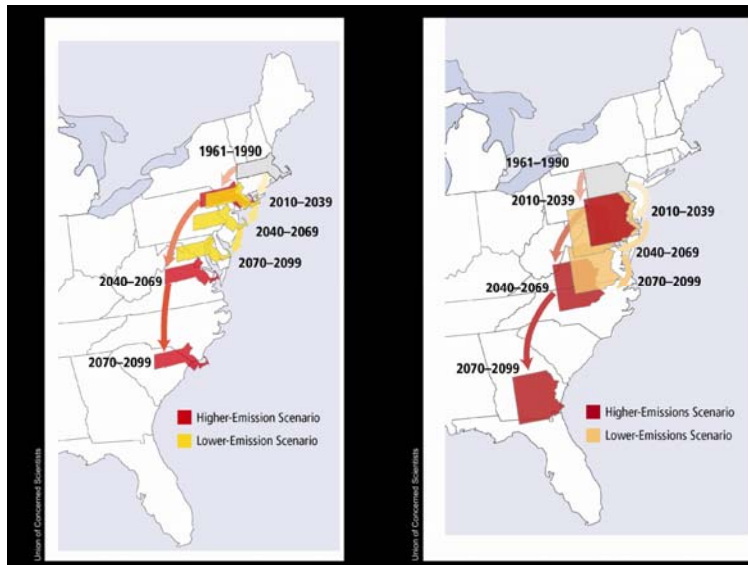 1961–1990
2010–2039
2040–2069
2070–2099
2040–2069
2070–2099
Higher-Emission Scenario
Lower-Emission Scenario
Union of Concerned Scientists
1961–1990
2010–2039
2010–2039
2040–2069
2070–2099
2040–2069
2070–2099
Higher-Emissions Scenario
Lower-Emissions Scenario
Union of Concerned Scientists